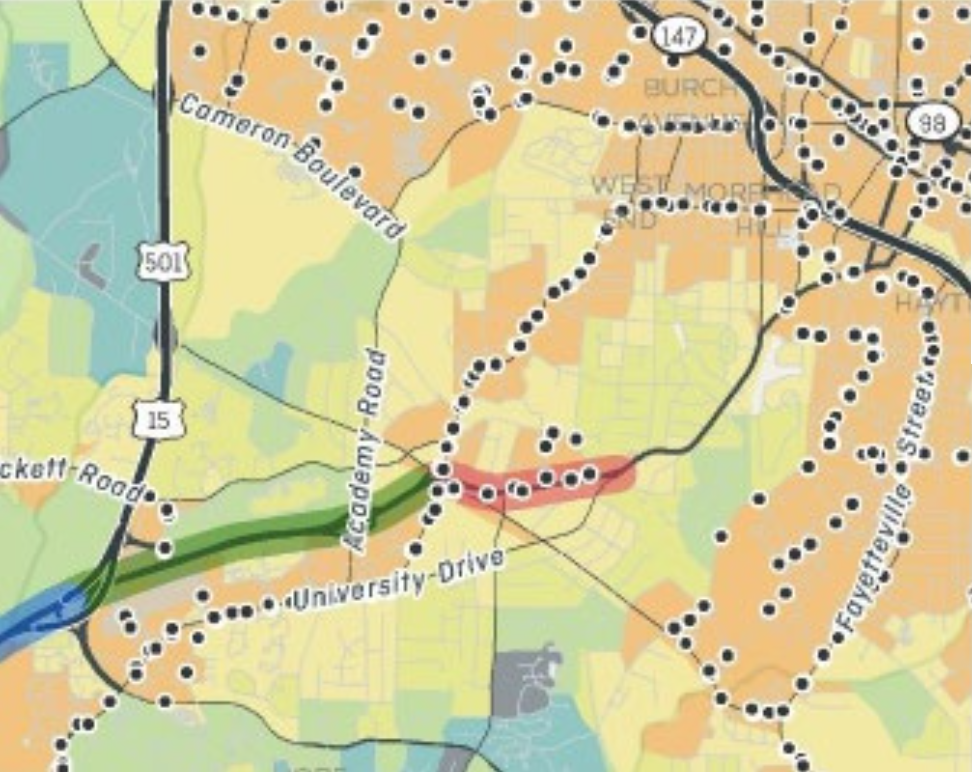 147
BURCH
AVENUE
98
Cameron Boulevard
WEST
END
MOREHEAD
HILL
501
HAYT
15
Academy Road
ckett-Road
Fayetteville Street
University Drive